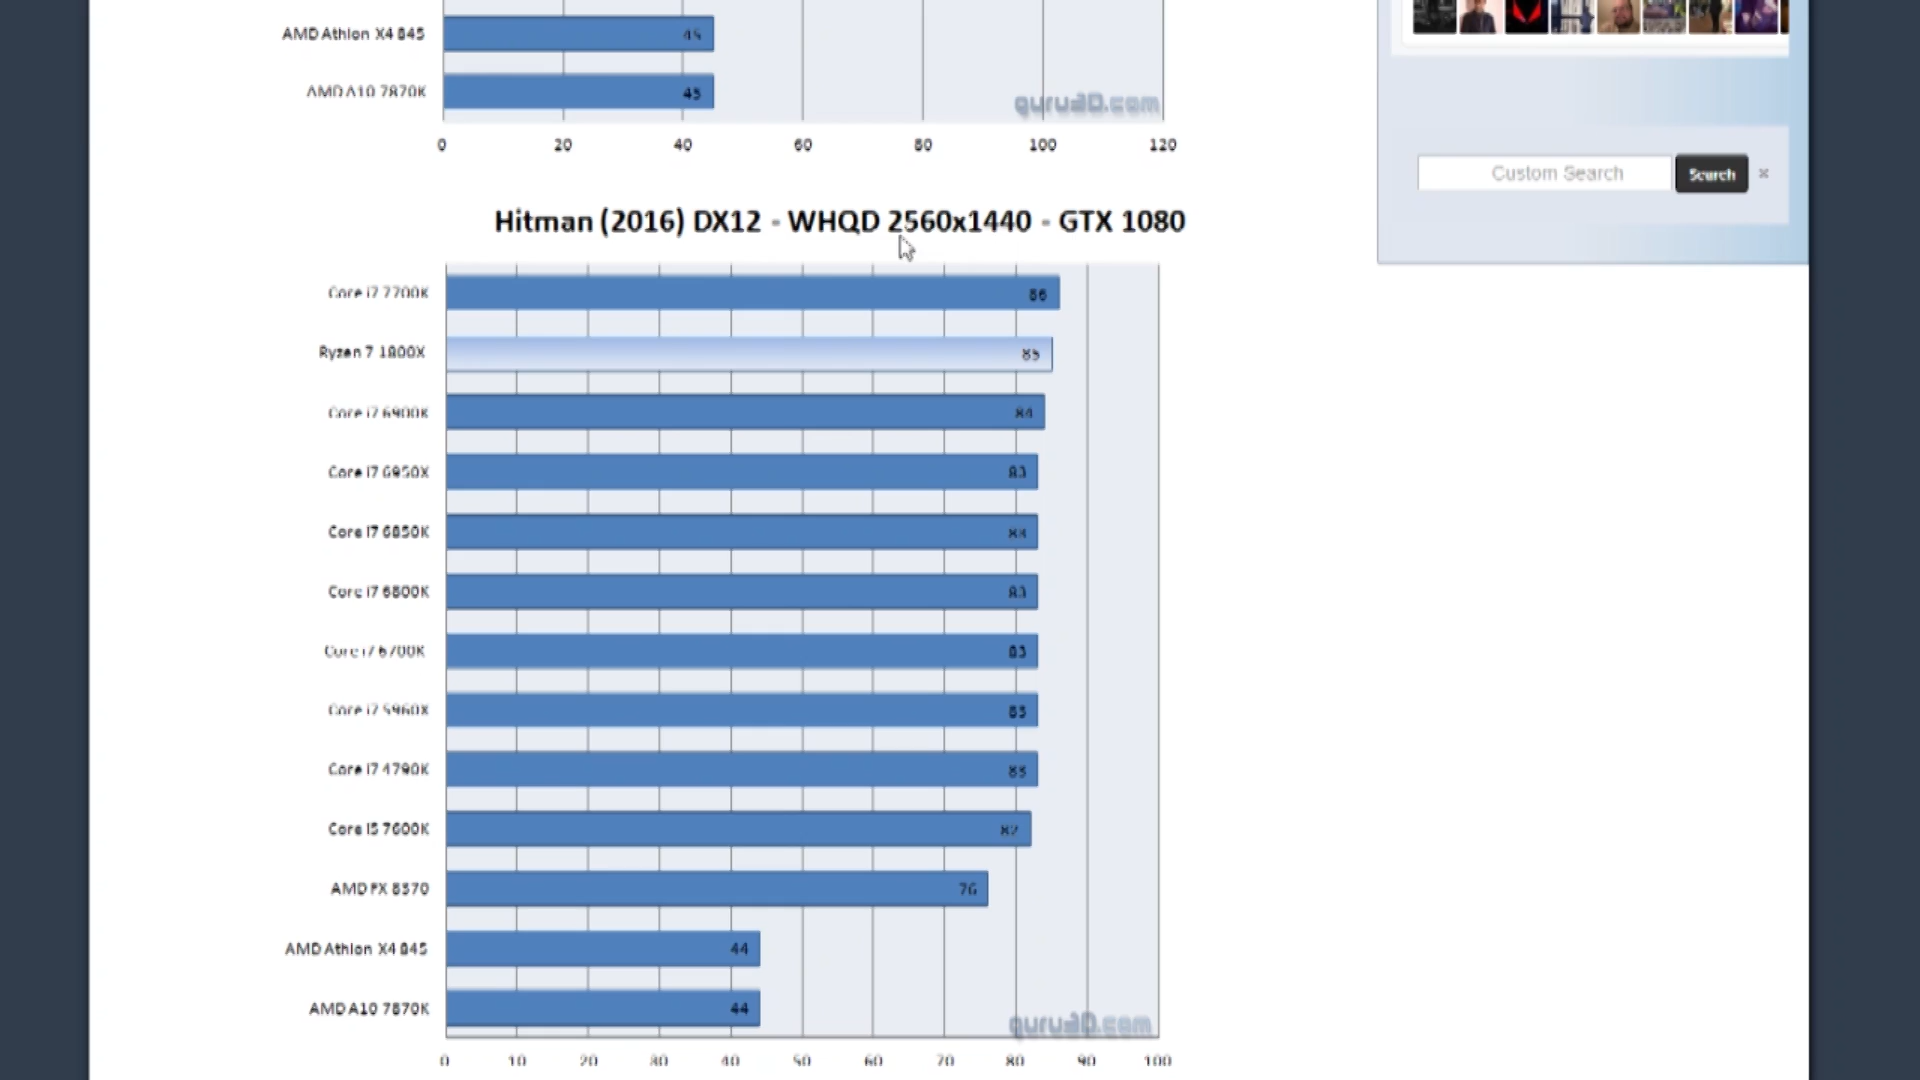 AMD Athlon X4 845 45
AMD A10 7870K 45
guru3D.com
0 20 40 60 80 100 120
Custom Search Search ×
Hitman (2016) DX12 - WHQD 2560x1440 - GTX 1080
Core i7 7700K 86
Ryzen 7 1800X 85
Core i7 6900K 84
Core i7 6950X 83
Core i7 6850K 83
Core i7 6800K 83
Core i7 6700K 83
Core i7 5960X 83
Core i7 4790K 83
Core i5 7600K 82
AMD FX 8370 76
AMD Athlon X4 845 44
AMD A10 7870K 44
guru3D.com
0 10 20 30 40 50 60 70 80 90 100